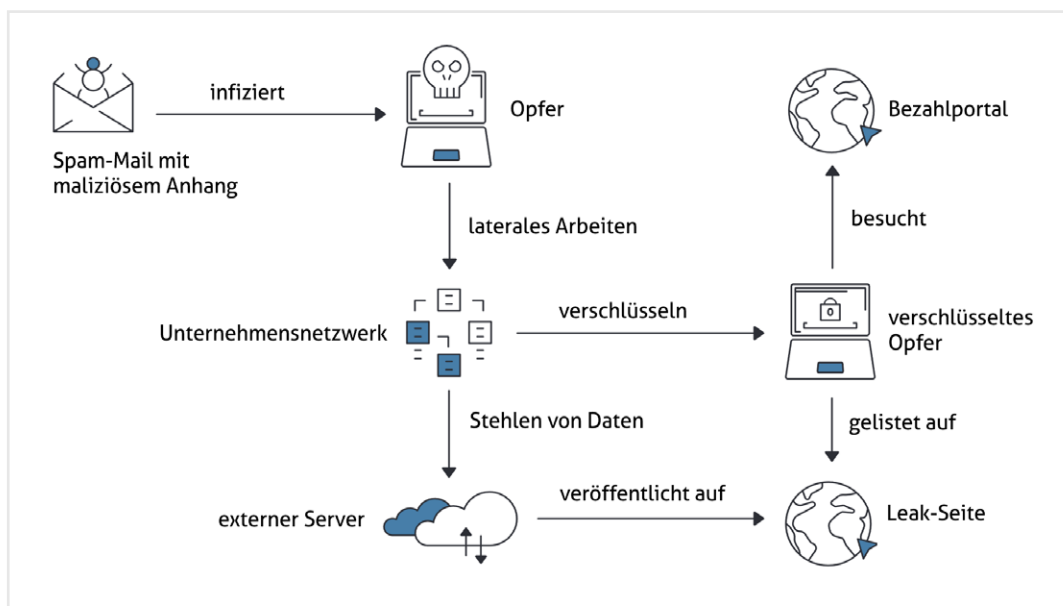 infiziert
Opfer
Bezahlportal
Spam-Mail mit
maliziösem Anhang
laterales Arbeiten
besucht
Unternehmensnetzwerk
verschlüsseln
verschlüsseltes
Opfer
Stehlen von Daten
gelistet auf
externer Server
veröffentlicht auf
Leak-Seite